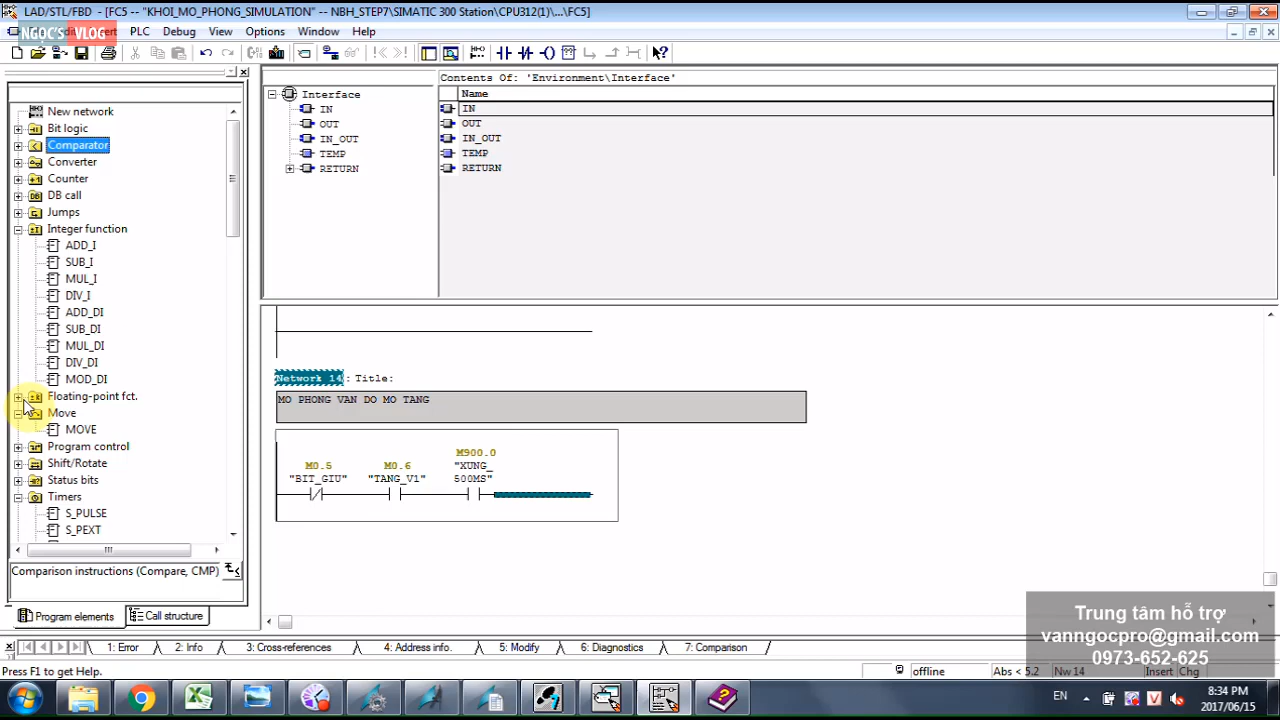 LAD/STL/FBD - [FC5 -- "KHOI_MO_PHONG_SIMULATION" -- NBH_STEP7\SIMATIC 300 Station\CPU312(1)\...\FC5]
NGỌC'S VLOG
PLC Debug View Options Window Help
New network
Bit logic
Comparator
Converter
Counter
DB call
Jumps
Integer function
ADD_I
SUB_I
MUL_I
DIV_I
ADD_DI
SUB_DI
MUL_DI
DIV_DI
MOD_DI
Floating-point fct.
Move
MOVE
Program control
Shift/Rotate
Status bits
Timers
S_PULSE
S_PEXT
Comparison instructions (Compare, CMP)
Program elements
Call structure
Interface
IN
OUT
IN_OUT
TEMP
RETURN
Contents Of: 'Environment\Interface'
Name
IN
OUT
IN_OUT
TEMP
RETURN
Network 14: Title:
MO PHONG VAN DO MO TANG
M900.0
M0.5 M0.6 "XUNG_
"BIT_GIU" "TANG_V1" 500MS"
Trung tâm hỗ trợ
vanngocpro@gmail.com
0973-652-625
1: Error 2: Info 3: Cross-references 4: Address info. 5: Modify 6: Diagnostics 7: Comparison
Press F1 to get Help.
offline Abs < 5.2 Nw 14 Insert Chg
EN
8:34 PM
2017/06/15